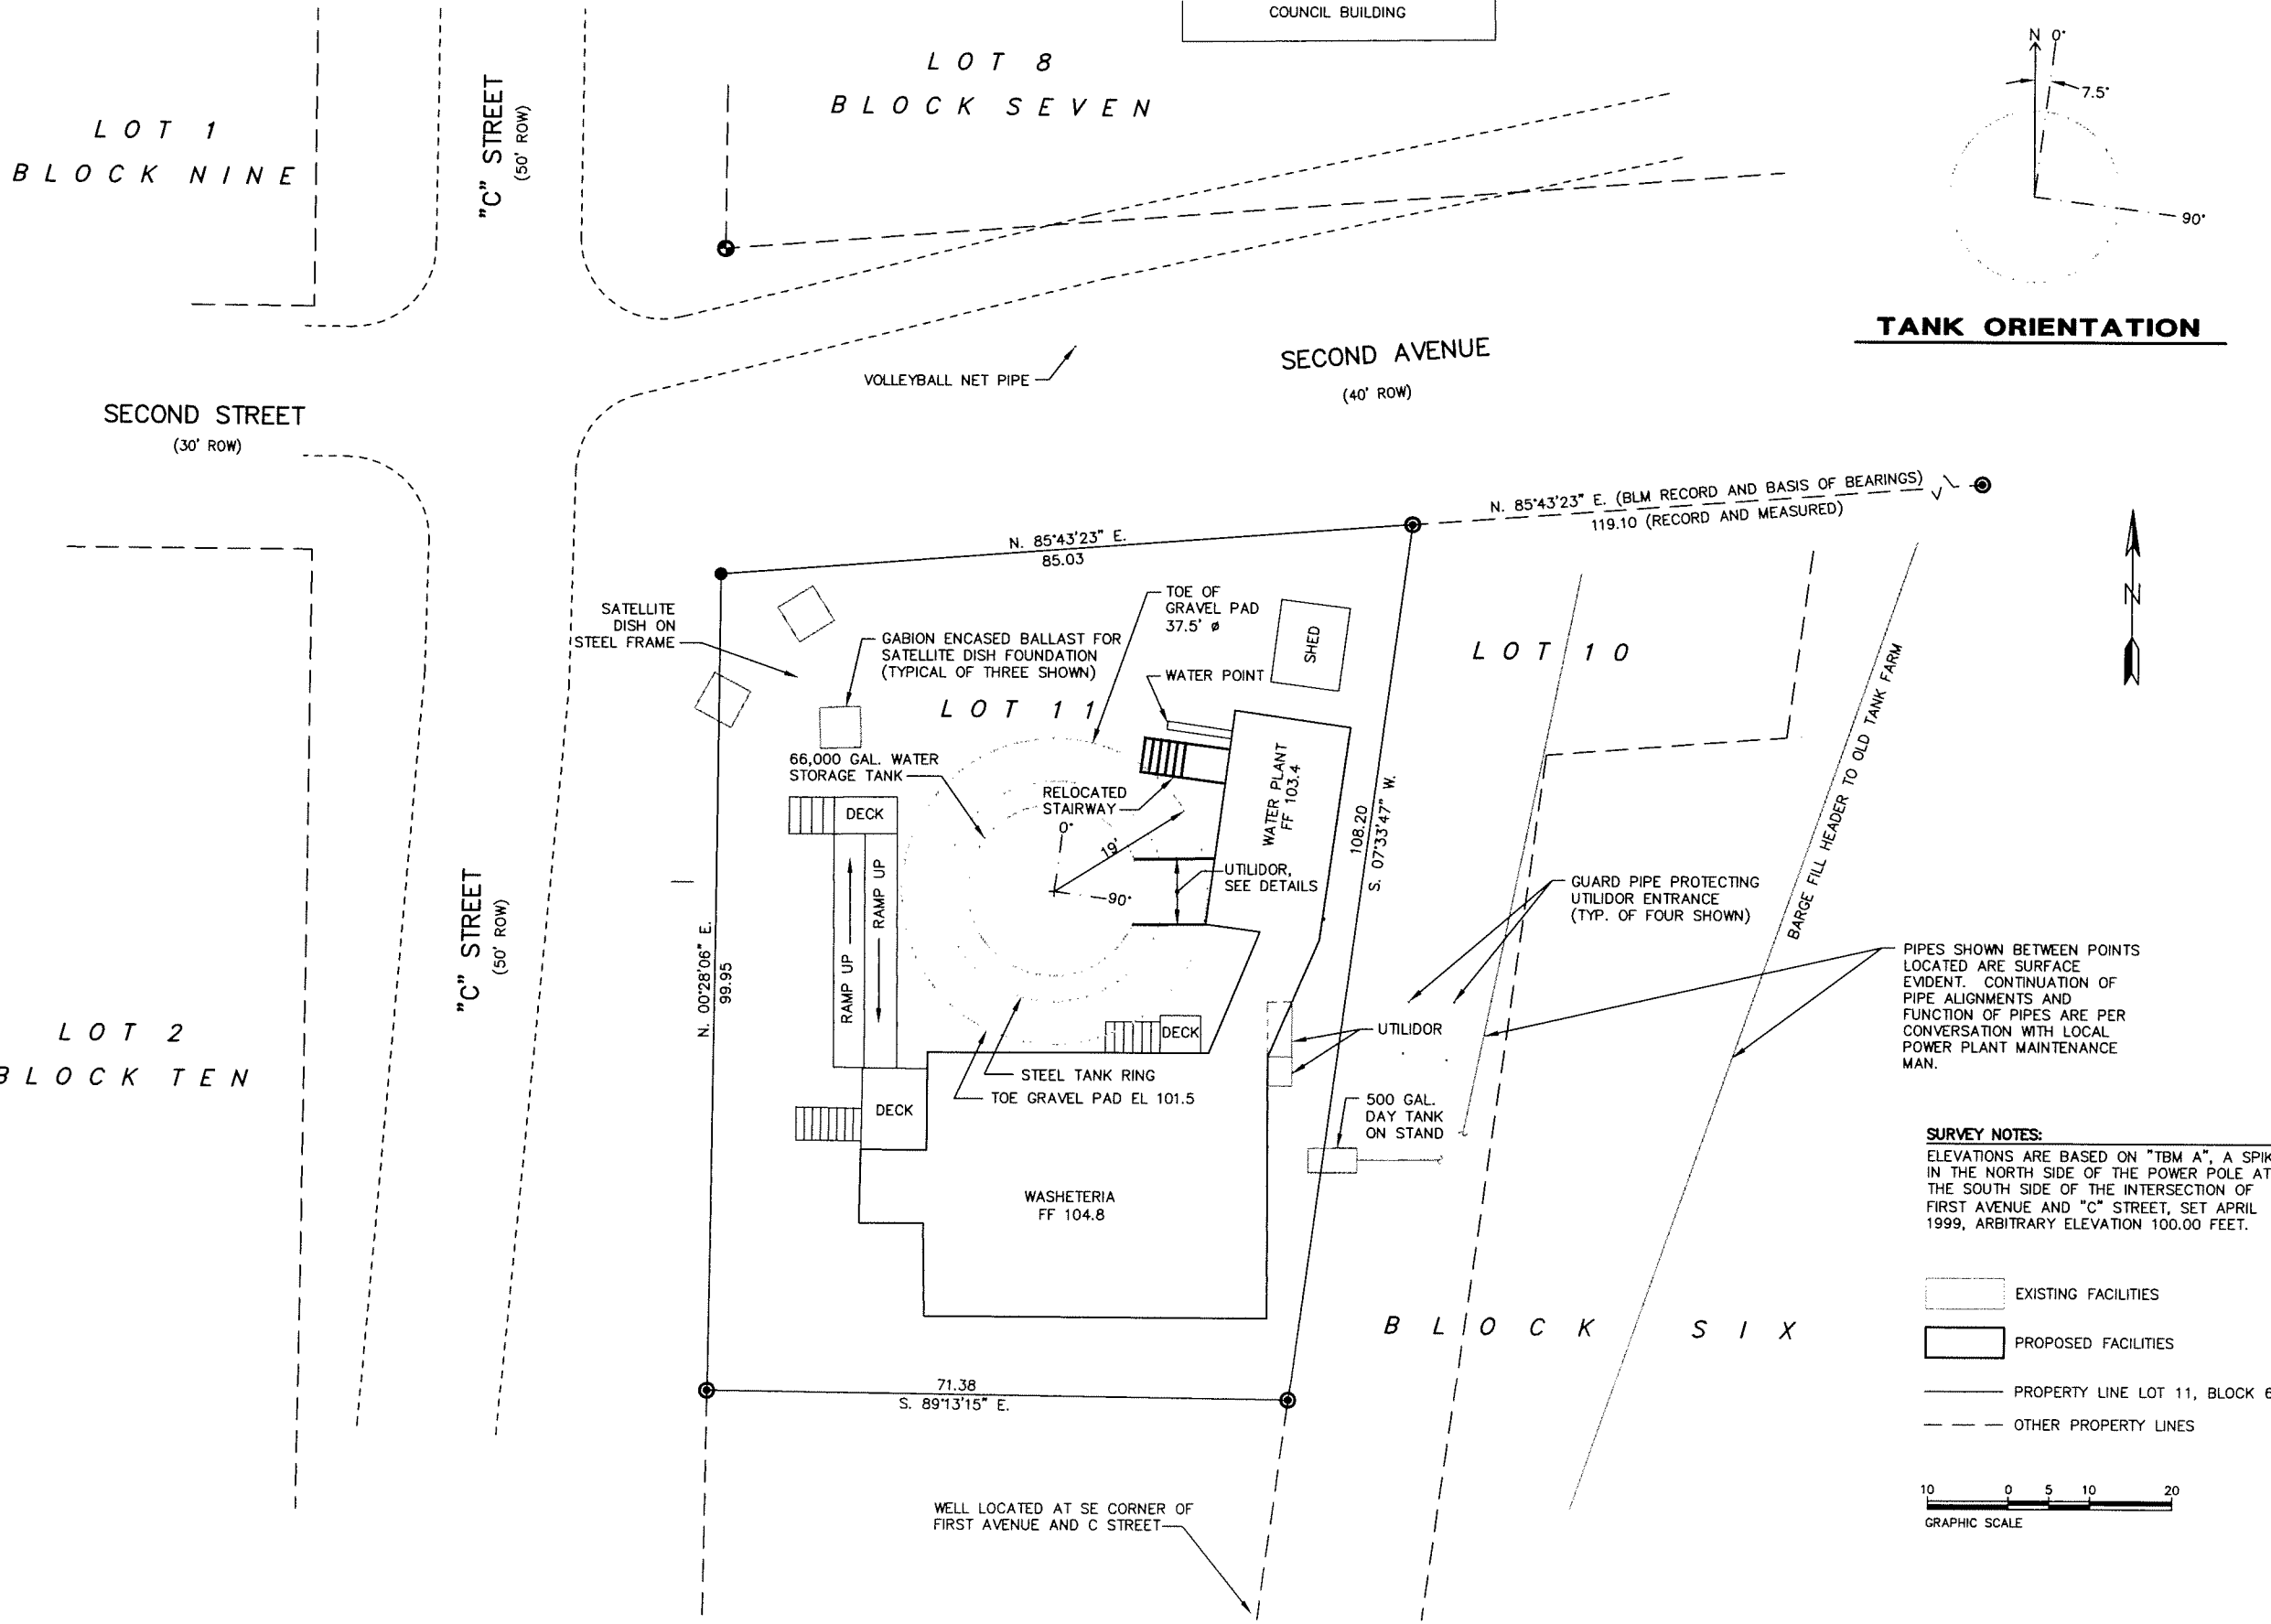 COUNCIL BUILDING
LOT 8
BLOCK SEVEN
LOT 1
BLOCK NINE
"C" STREET
(50' ROW)
N 0°
7.5°
90°
TANK ORIENTATION
SECOND AVENUE
(40' ROW)
VOLLEYBALL NET PIPE
SECOND STREET
(30' ROW)
N. 85°43'23" E. (BLM RECORD AND BASIS OF BEARINGS)
119.10 (RECORD AND MEASURED)
N. 85°43'23" E.
85.03
N
SATELLITE
DISH ON
STEEL FRAME
GABION ENCASED BALLAST FOR
SATELLITE DISH FOUNDATION
(TYPICAL OF THREE SHOWN)
TOE OF
GRAVEL PAD
37.5' ø
SHED
WATER POINT
LOT 10
LOT 11
66,000 GAL. WATER
STORAGE TANK
RELOCATED
STAIRWAY
WATER PLANT
FF 103.4
DECK
0°
19'
90°
UTILIDOR,
SEE DETAILS
RAMP UP
RAMP UP
108.20
S. 07°33'47" W.
BARGE FILL HEADER TO OLD TANK FARM
GUARD PIPE PROTECTING
UTILIDOR ENTRANCE
(TYP. OF FOUR SHOWN)
"C" STREET
(50' ROW)
N. 00°28'06" E.
99.95
PIPES SHOWN BETWEEN POINTS
LOCATED ARE SURFACE
EVIDENT. CONTINUATION OF
PIPE ALIGNMENTS AND
FUNCTION OF PIPES ARE PER
CONVERSATION WITH LOCAL
POWER PLANT MAINTENANCE
MAN.
LOT 2
BLOCK TEN
DECK
UTILIDOR
STEEL TANK RING
TOE GRAVEL PAD EL 101.5
DECK
500 GAL.
DAY TANK
ON STAND
WASHETERIA
FF 104.8
SURVEY NOTES:
ELEVATIONS ARE BASED ON "TBM A", A SPIK
IN THE NORTH SIDE OF THE POWER POLE AT
THE SOUTH SIDE OF THE INTERSECTION OF
FIRST AVENUE AND "C" STREET, SET APRIL
1999, ARBITRARY ELEVATION 100.00 FEET.
EXISTING FACILITIES
PROPOSED FACILITIES
PROPERTY LINE LOT 11, BLOCK 6
OTHER PROPERTY LINES
BLOCK SIX
71.38
S. 89°13'15" E.
10 0 5 10 20
GRAPHIC SCALE
WELL LOCATED AT SE CORNER OF
FIRST AVENUE AND C STREET